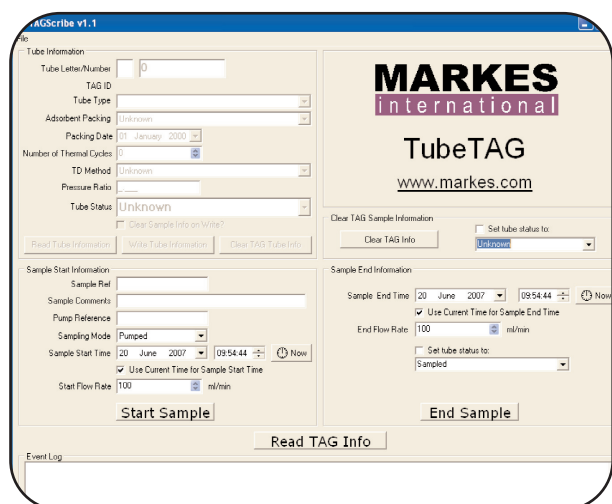 TAGScribe v1.1
File
Tube Information
Tube Letter/Number 0
TAG ID
Tube Type
Adsorbent Packing Unknown
Packing Date 01 January 2000
Number of Thermal Cycles 0
TD Method Unknown
Pressure Ratio _.___
Tube Status Unknown
Clear Sample Info on Write?
Read Tube Information Write Tube Information Clear TAG Tube Info
MARKES
international
TubeTAG
www.markes.com
Clear TAG Sample Information
Clear TAG Info Set tube status to:
Unknown
Sample Start Information
Sample Ref
Sample Comments
Pump Reference
Sampling Mode Pumped
Sample Start Time 20 June 2007 09:54:44 Now
Use Current Time for Sample Start Time
Start Flow Rate 100 ml/min
Start Sample
Sample End Information
Sample End Time 20 June 2007 09:54:44 Now
Use Current Time for Sample End Time
End Flow Rate 100 ml/min
Set tube status to:
Sampled
End Sample
Read TAG Info
Event Log